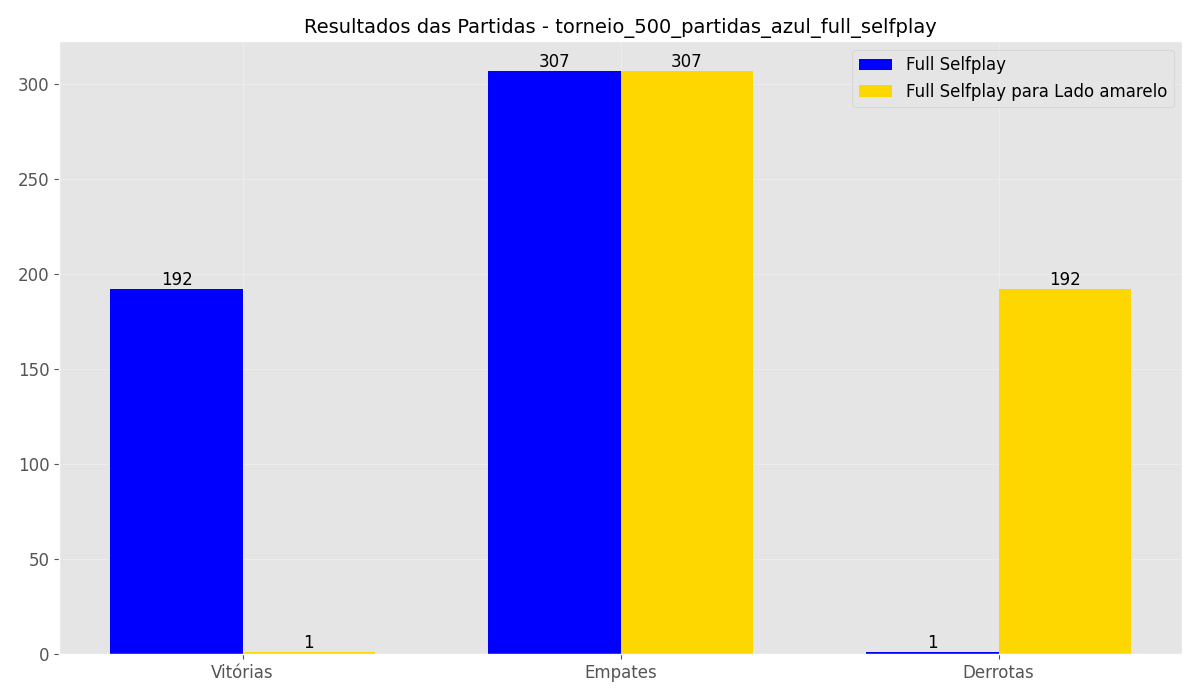 Resultados das Partidas - torneio_500_partidas_azul_full_selfplay
Full Selfplay
Full Selfplay para Lado amarelo
300
250
200
150
100
50
0
192
1
307
307
1
192
Vitórias
Empates
Derrotas